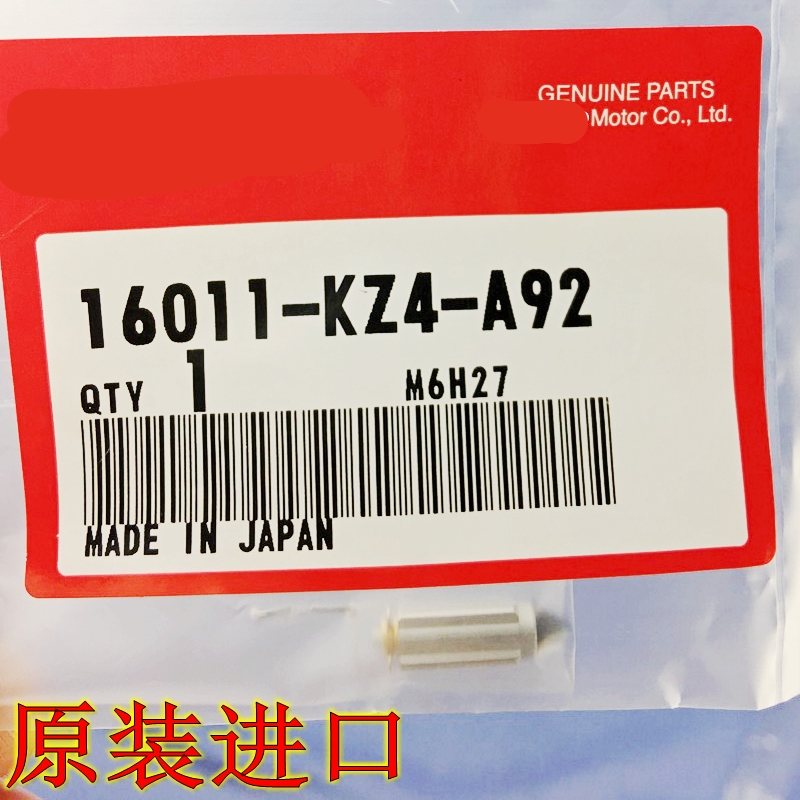 GENUINE PARTS
Motor Co., Ltd.
16011-KZ4-A92
QTY 1 M6H27
MADE IN JAPAN
原装进口